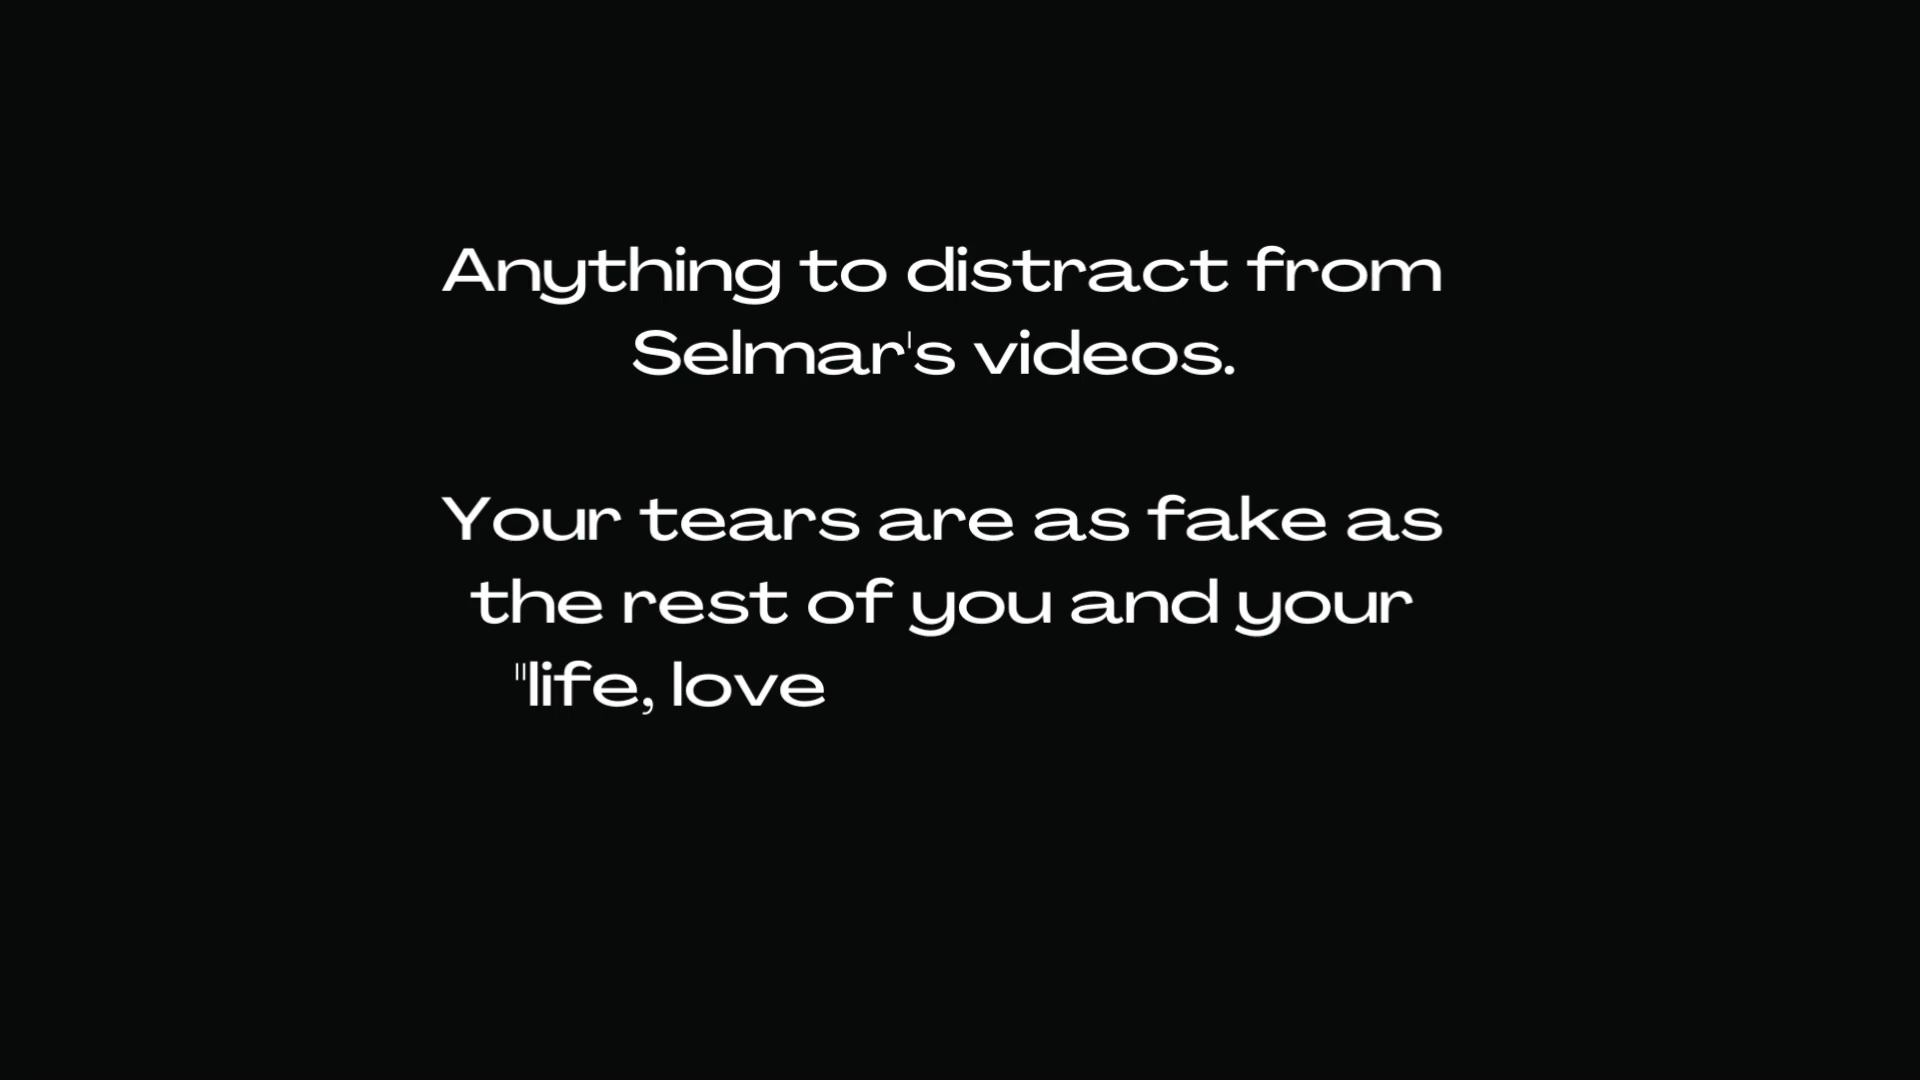 Anything to distract from
Selmar's videos.
Your tears are as fake as
the rest of you and your
"life, love